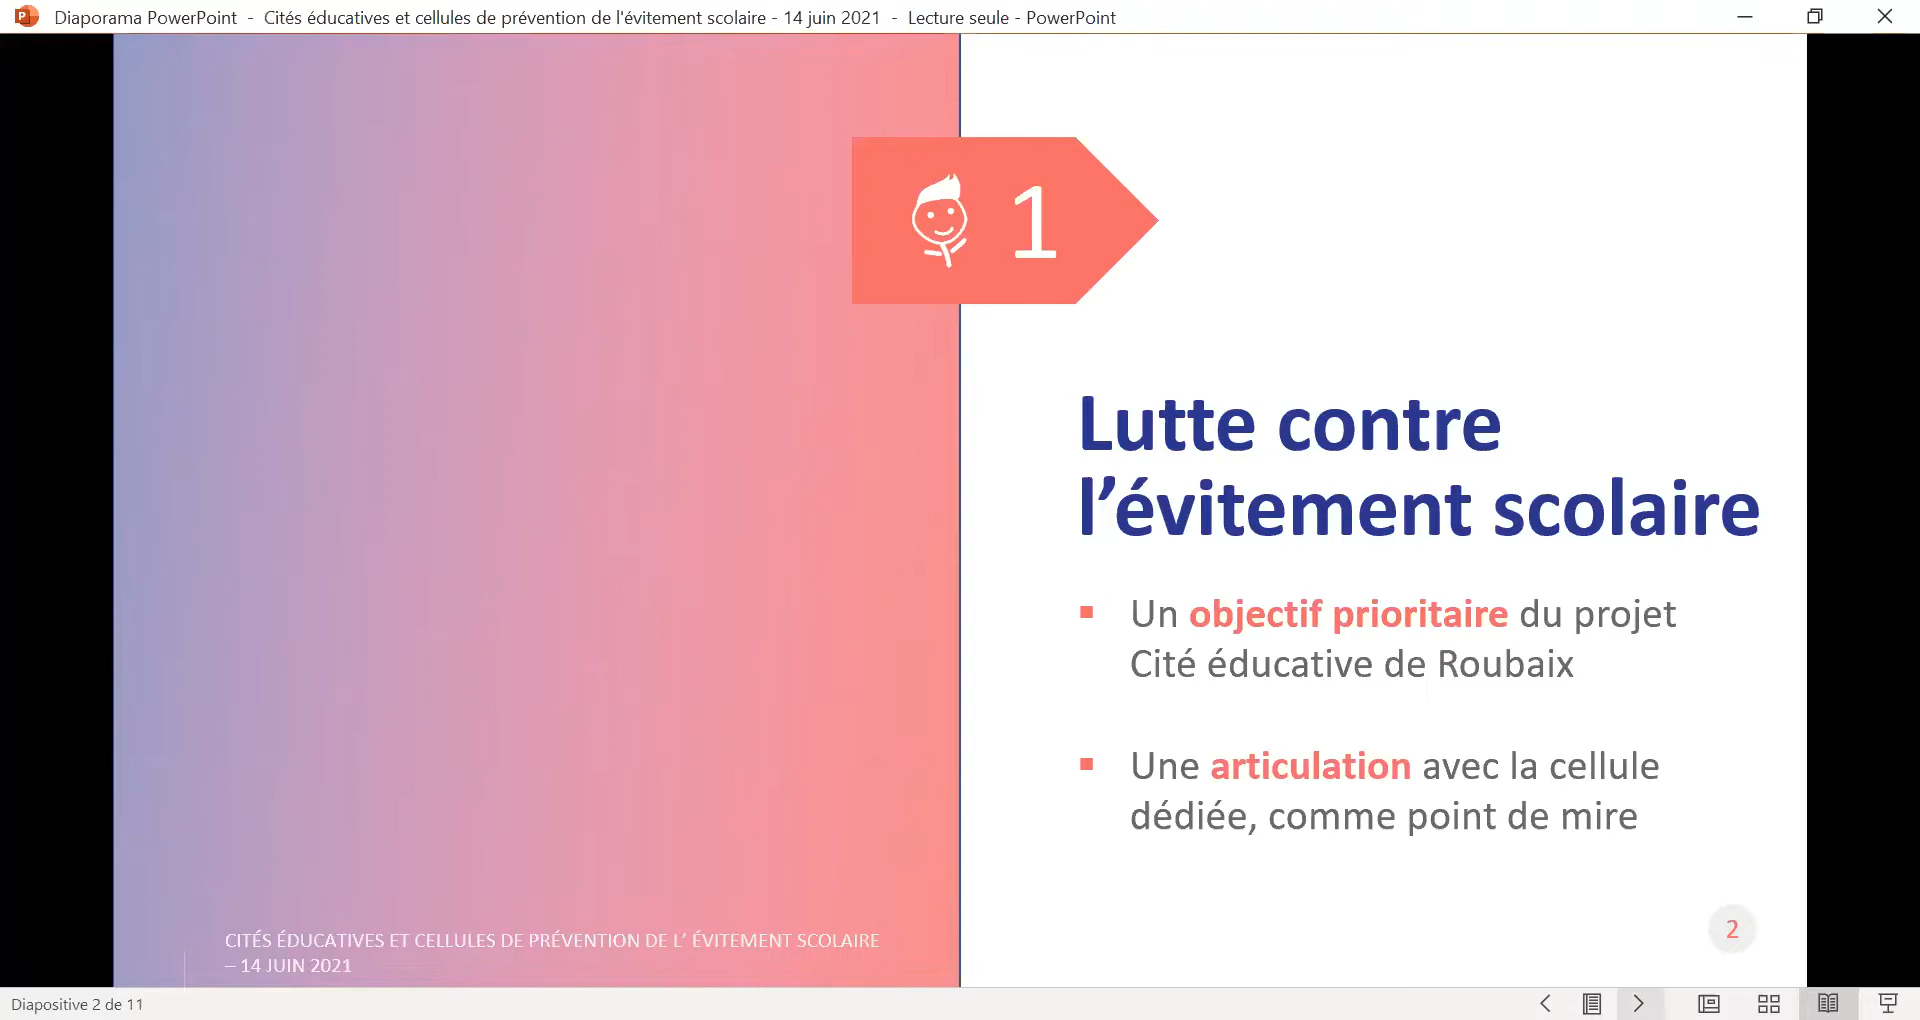 Diaporama PowerPoint - Cités éducatives et cellules de prévention de l'évitement scolaire - 14 juin 2021 - Lecture seule - PowerPoint
1
Lutte contre
l’évitement scolaire
▪ Un objectif prioritaire du projet
Cité éducative de Roubaix
▪ Une articulation avec la cellule
dédiée, comme point de mire
CITÉS ÉDUCATIVES ET CELLULES DE PRÉVENTION DE L’ ÉVITEMENT SCOLAIRE
– 14 JUIN 2021
2
Diapositive 2 de 11